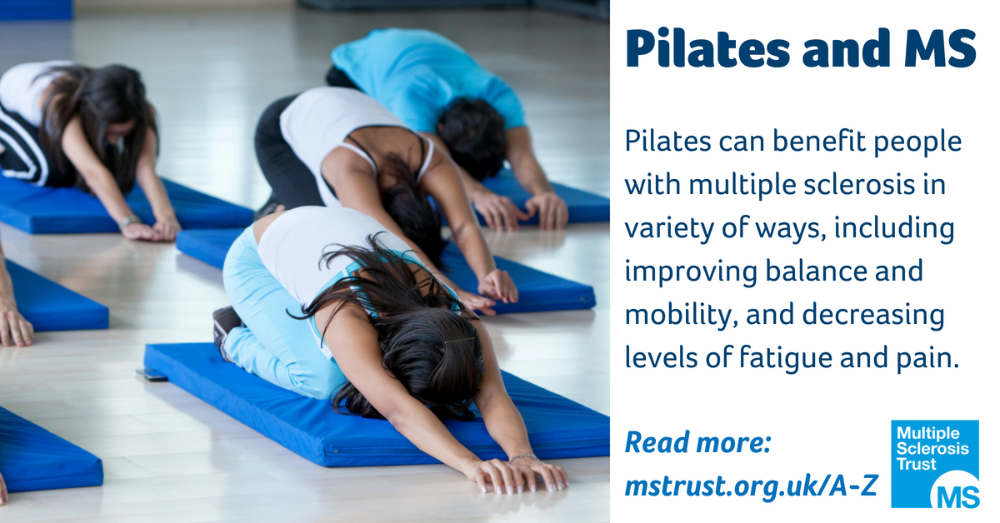 Pilates and MS
Pilates can benefit people
with multiple sclerosis in
variety of ways, including
improving balance and
mobility, and decreasing
levels of fatigue and pain.
Read more:
mstrust.org.uk/A-Z
Multiple
Sclerosis
Trust
MS